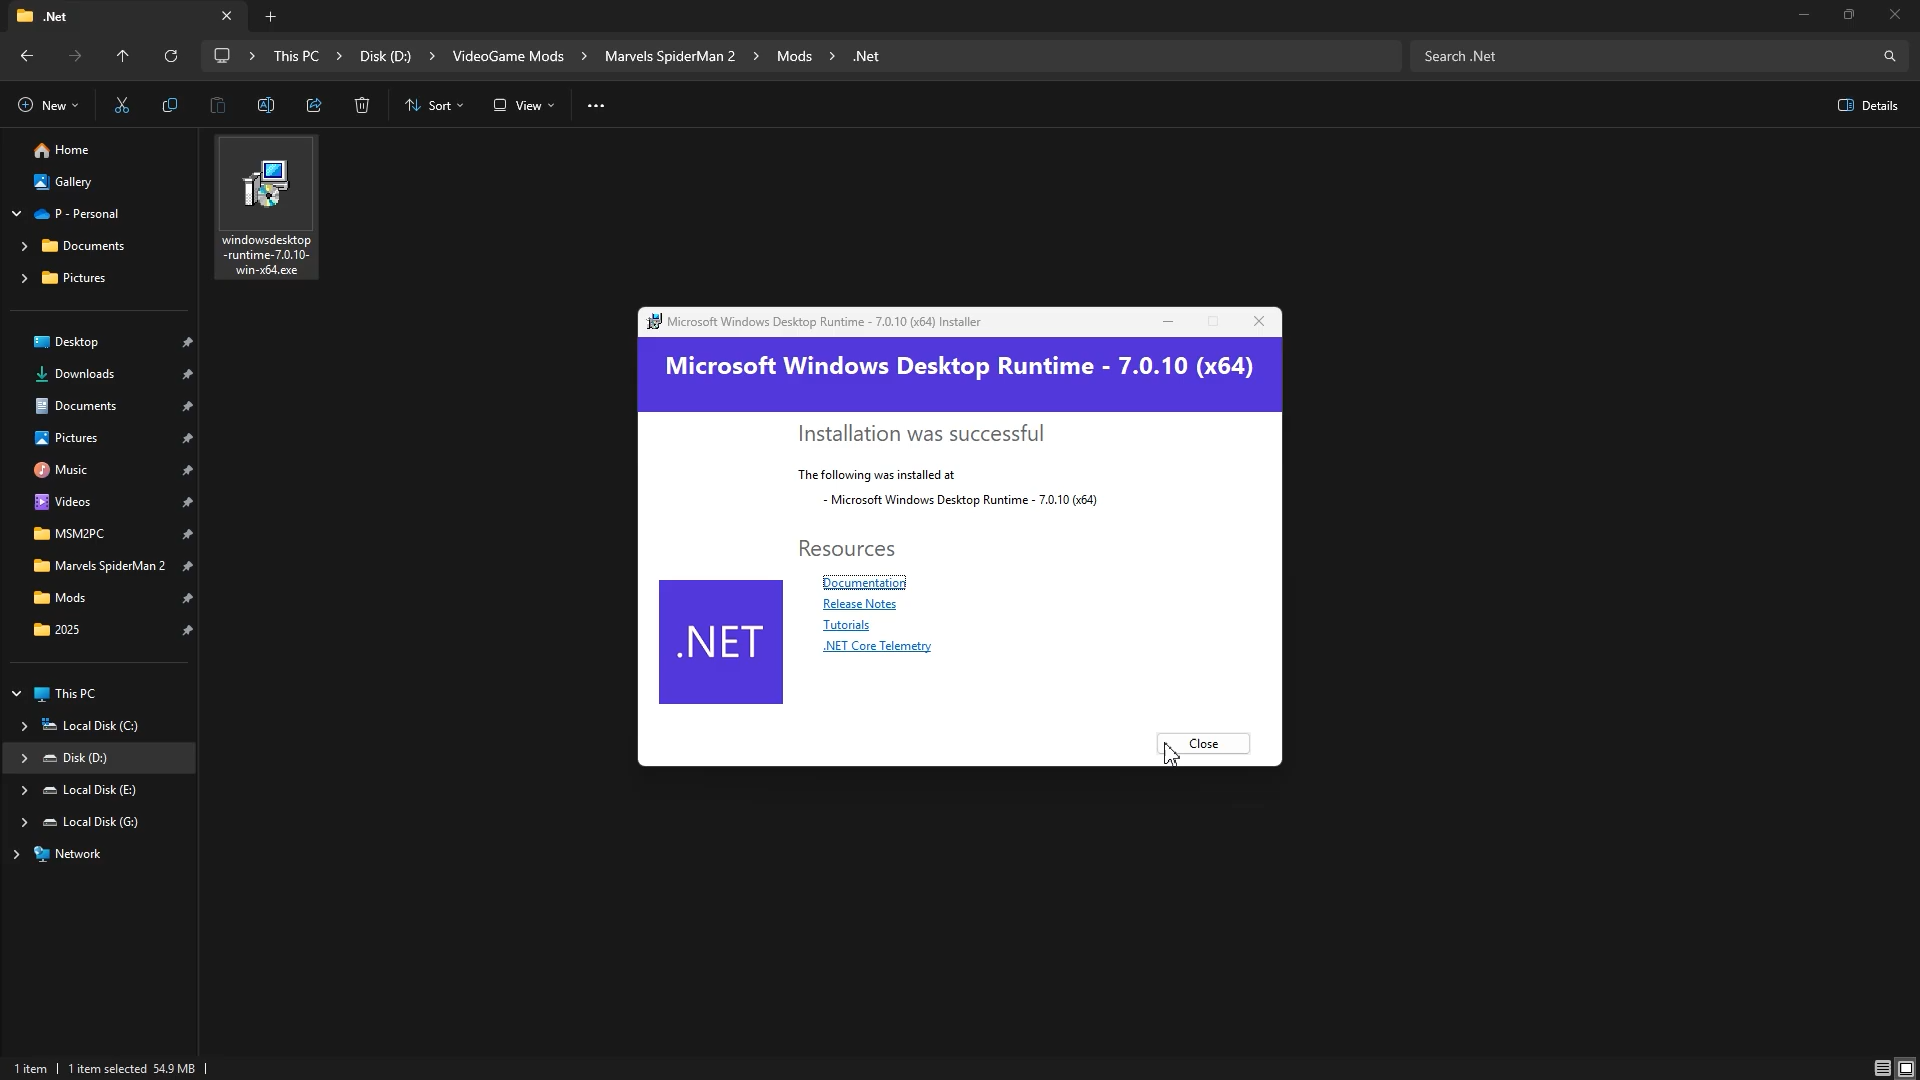 .Net
This PC
Disk (D:)
VideoGame Mods
Marvels SpiderMan 2
Mods
.Net
Search .Net
New
Sort
View
Details
Home
Gallery
P - Personal
Documents
Pictures
Desktop
Downloads
Documents
Pictures
Music
Videos
MSM2PC
Marvels SpiderMan 2
Mods
2025
This PC
Local Disk (C:)
Disk (D:)
Local Disk (E:)
Local Disk (G:)
Network
windowsdesktop
-runtime-7.0.10-
win-x64.exe
Microsoft Windows Desktop Runtime - 7.0.10 (x64) Installer
Microsoft Windows Desktop Runtime - 7.0.10 (x64)
Installation was successful
The following was installed at
- Microsoft Windows Desktop Runtime - 7.0.10 (x64)
Resources
Documentation
Release Notes
Tutorials
.NET Core Telemetry
.NET
Close
1 item
1 item selected 54.9 MB